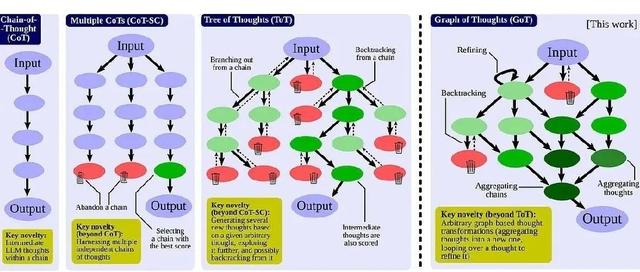 Chain-of-
-Thought
(CoT)
Input
Output
Key novelty:
Intermediate
LLM thoughts
within a chain
Multiple CoTs (CoT-SC)
Input
Abandon a chain
Output
Selecting
a chain with
the best score
Key novelty
(beyond CoT):
Harnessing multiple
independent chains
of thoughts
Tree of Thoughts (ToT)
Input
Branching out
from a chain
Backtracking
from a chain
Output
Intermediate
thoughts are
also scored
Key novelty
(beyond CoT-SC):
Generating several
new thoughts based
on a given arbitrary
thought, exploring
it further, and possibly
backtracking from it
Graph of Thoughts (GoT)
[This work]
Refining
Input
Backtracking
Aggregating
chains
Aggregating
thoughts
Output
Key novelty (beyond ToT):
Arbitrary graph-based thought
transformations (aggregating
thoughts into a new one,
looping over a thought to
refine it)